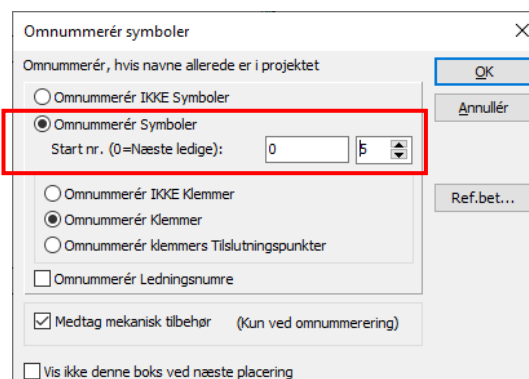 Omnummerér symboler
Omnummerér, hvis navne allerede er i projektet
OK
Omnummerér IKKE Symboler
Annullér
Omnummerér Symboler
Start nr. (0=Næste ledige): 0 5
Omnummerér IKKE Klemmer
Ref.bet...
Omnummerér Klemmer
Omnummerér klemmers Tilslutningspunkter
Omnummerér Ledningsnumre
Medtag mekanisk tilbehør (Kun ved omnummerering)
Vis ikke denne boks ved næste placering